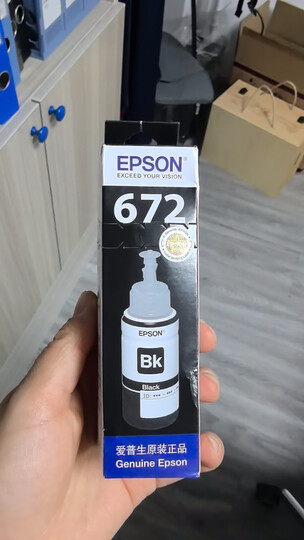 EPSON
EXCEED YOUR VISION
672
EPSON
Bk
Black
爱普生原装正品
Genuine Epson